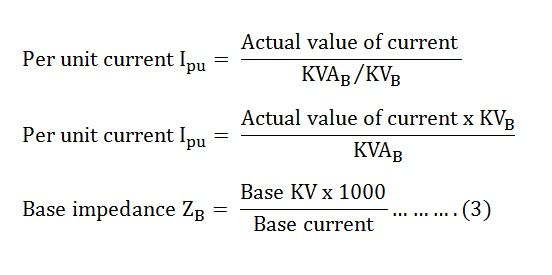 Per unit current I_pu = Actual value of current / KVA_B/KV_B
Per unit current I_pu = Actual value of current x KV_B / KVA_B
Base impedance Z_B = Base KV x 1000 / Base current ... ... ... . (3)